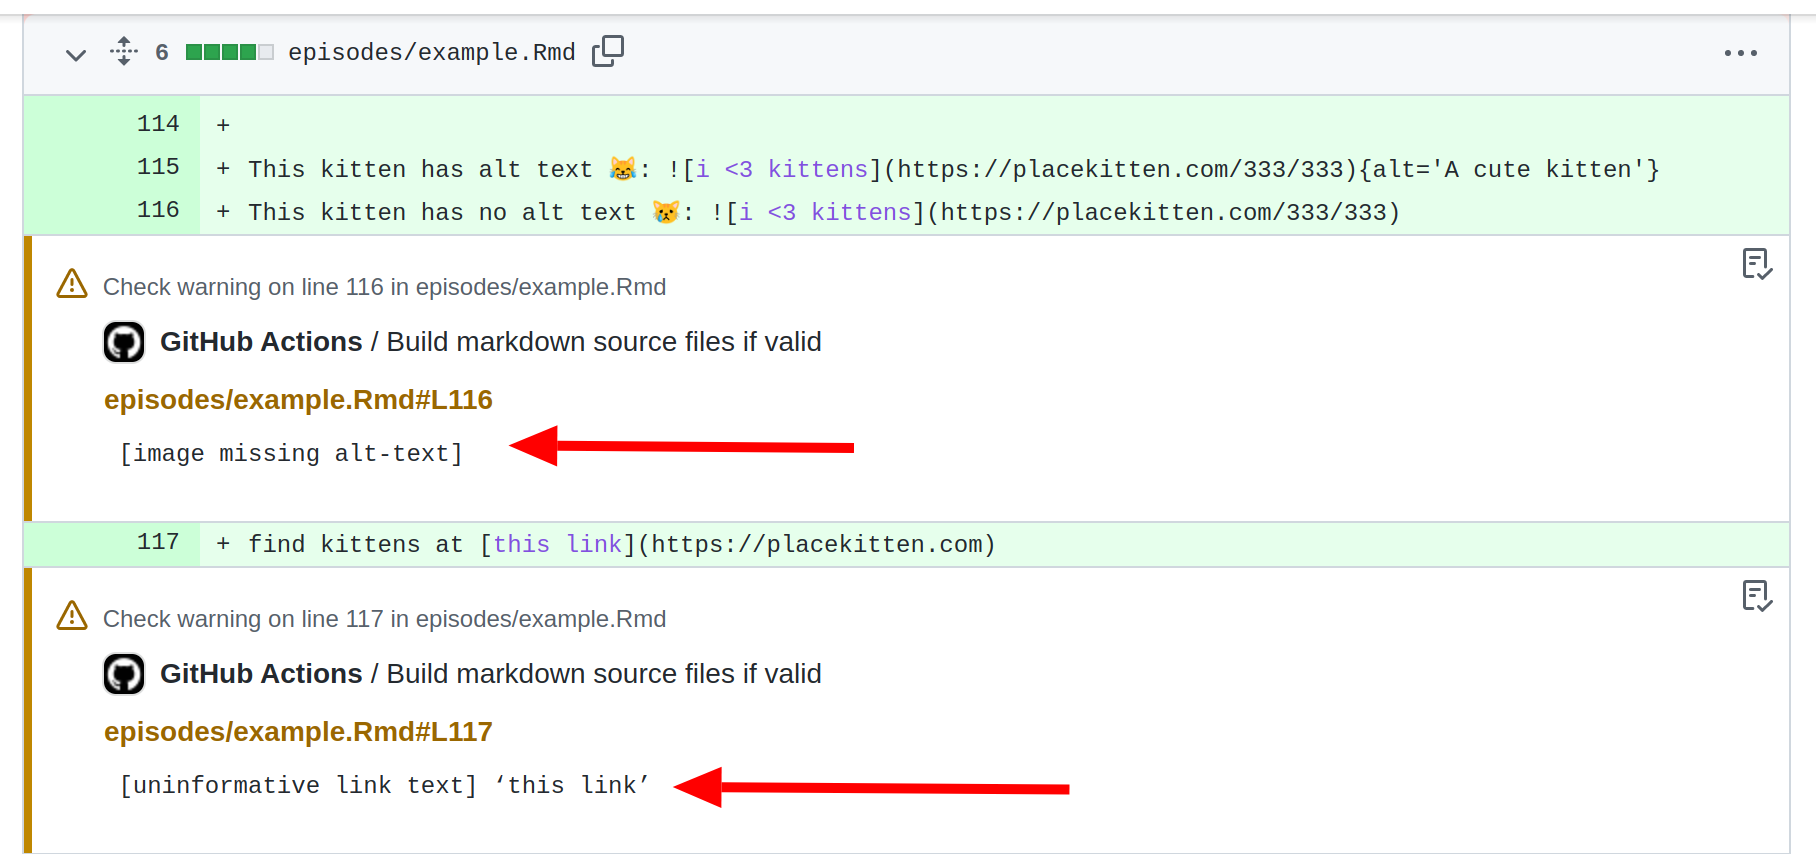 6 episodes/example.Rmd
114 +
115 + This kitten has alt text 😹: ![i <3 kittens](https://placekitten.com/333/333){alt='A cute kitten'}
116 + This kitten has no alt text 😿: ![i <3 kittens](https://placekitten.com/333/333)
Check warning on line 116 in episodes/example.Rmd
GitHub Actions / Build markdown source files if valid
episodes/example.Rmd#L116
[image missing alt-text]
117 + find kittens at [this link](https://placekitten.com)
Check warning on line 117 in episodes/example.Rmd
GitHub Actions / Build markdown source files if valid
episodes/example.Rmd#L117
[uninformative link text] ‘this link’